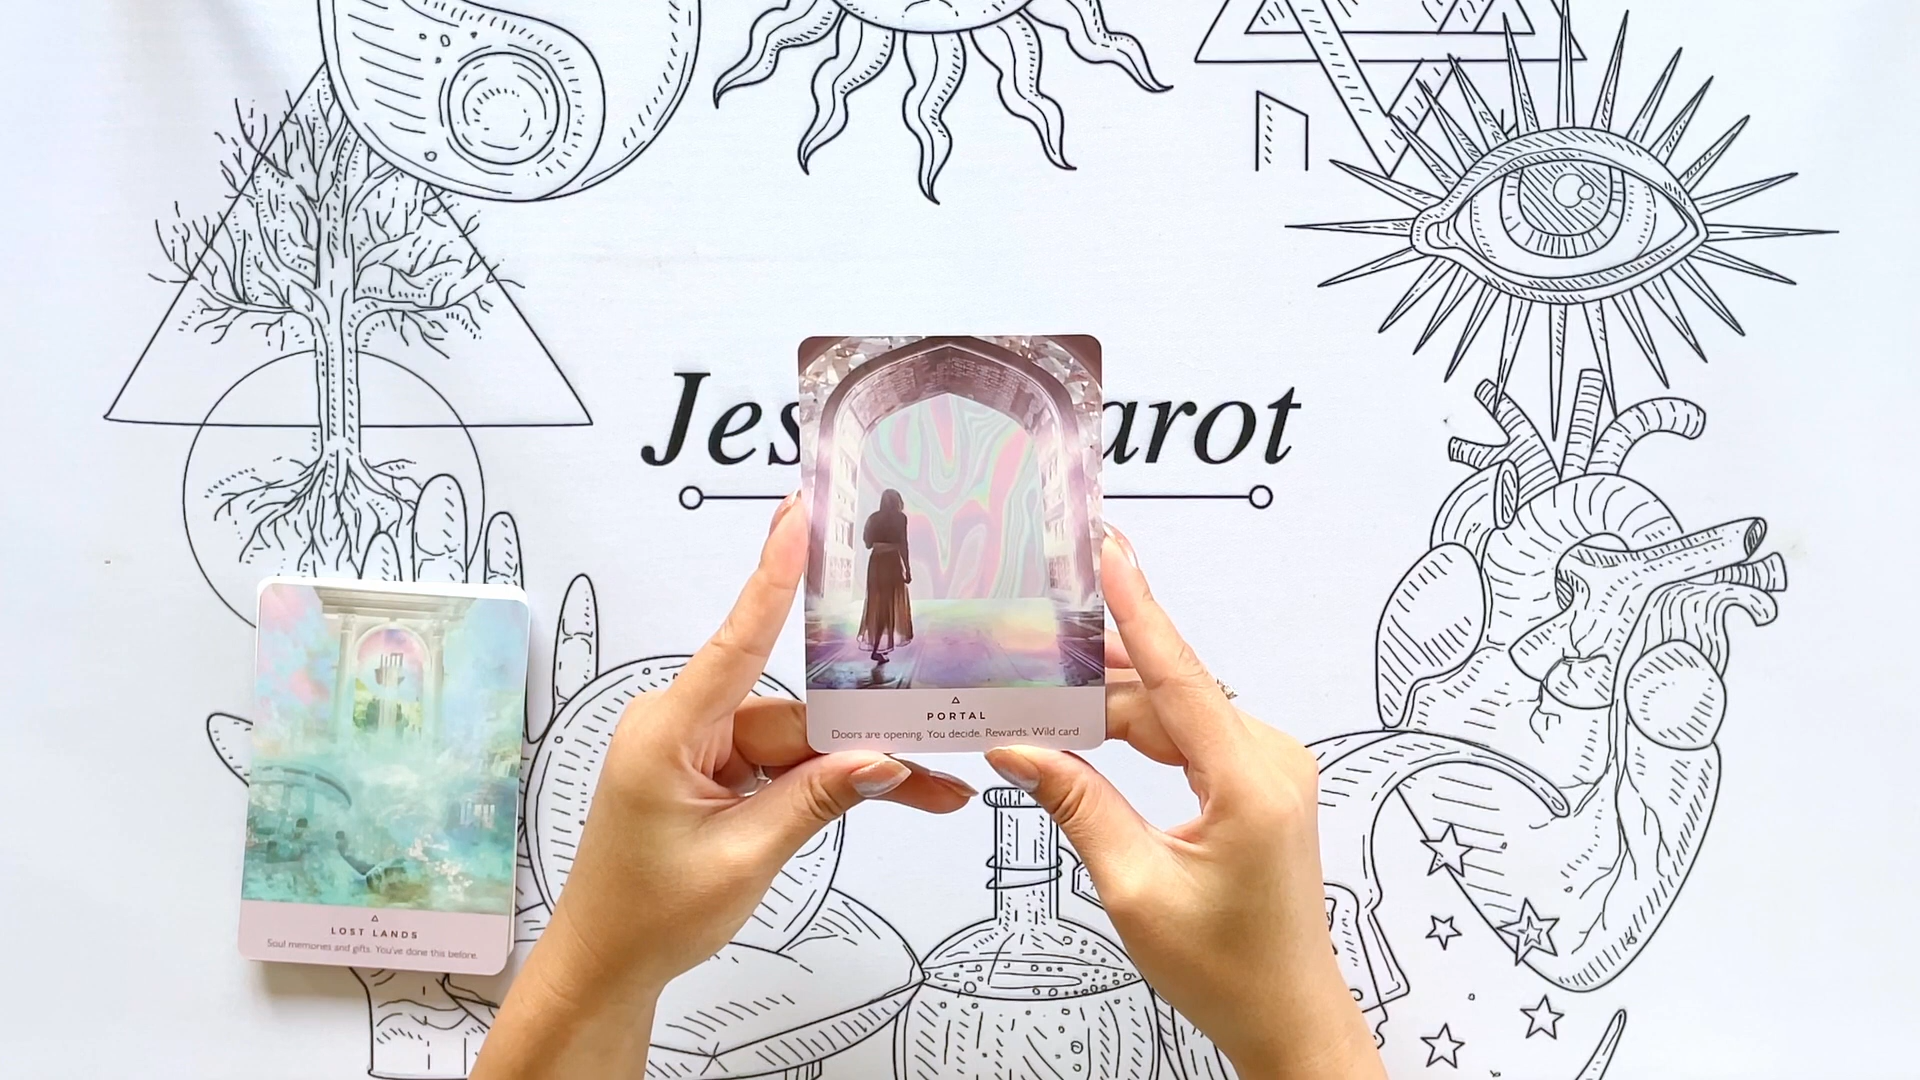 Jes arot
PORTAL
Doors are opening. You decide. Rewards. Wild card
LOST LANDS
Soul memories and gifts. You've done this before.